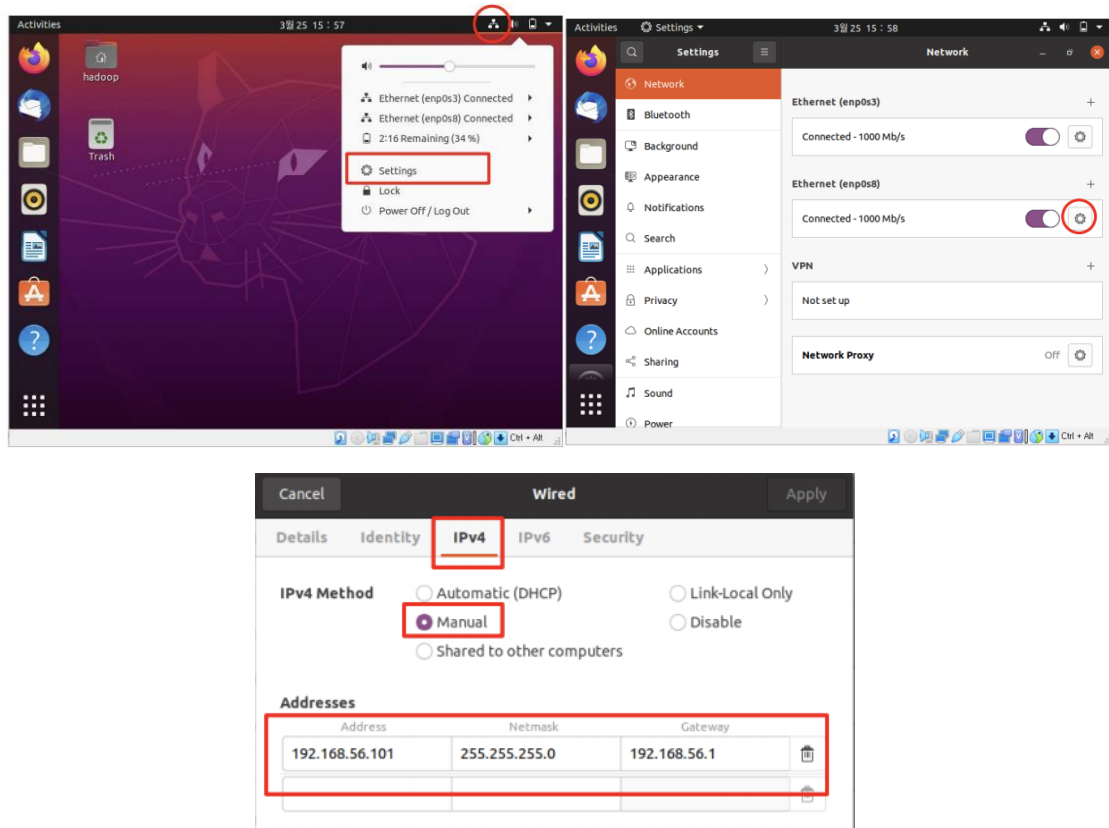 Activities
3월 25 15 : 57
hadoop
Trash
Ethernet (enp0s3) Connected
Ethernet (enp0s8) Connected
2:16 Remaining (34 %)
Settings
Lock
Power Off / Log Out
Ctrl + Alt
Activities
Settings
3월 25 15 : 58
Settings
Network
Network
Bluetooth
Background
Appearance
Notifications
Search
Applications
Privacy
Online Accounts
Sharing
Sound
Power
Ethernet (enp0s3)
Connected - 1000 Mb/s
Ethernet (enp0s8)
Connected - 1000 Mb/s
VPN
Not set up
Network Proxy
Off
Ctrl + Alt
Cancel
Wired
Apply
Details Identity IPv4 IPv6 Security
IPv4 Method
Automatic (DHCP)
Link-Local Only
Manual
Disable
Shared to other computers
Addresses
Address Netmask Gateway
192.168.56.101 255.255.255.0 192.168.56.1